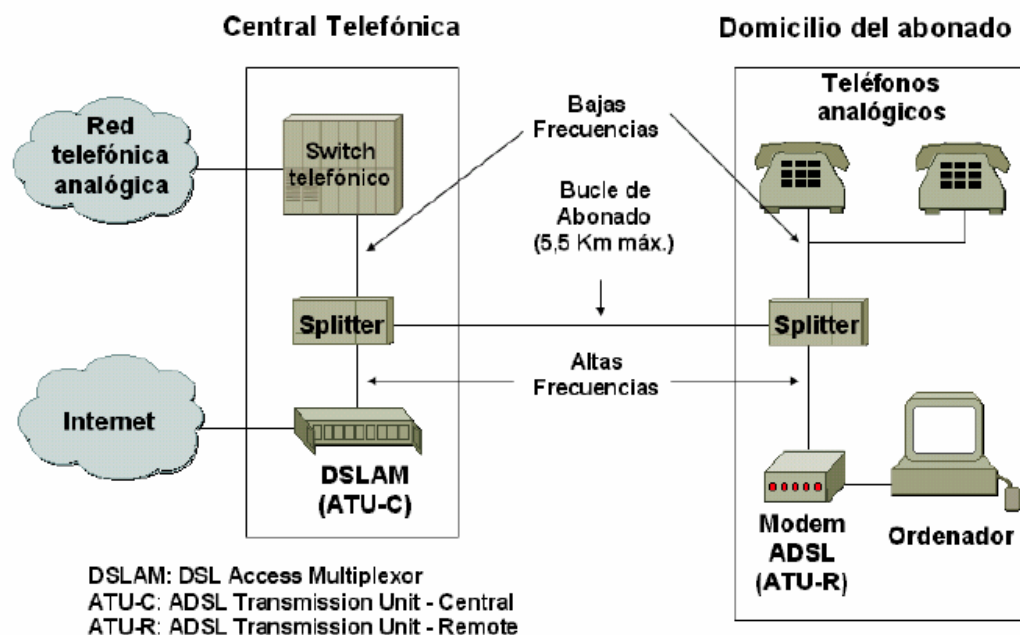 Central Telefónica
Domicilio del abonado
Red
telefónica
analógica
Switch
telefónico
Bajas
Frecuencias
Teléfonos
analógicos
Bucle de
Abonado
(5,5 Km máx.)
Splitter
Splitter
Altas
Frecuencias
Internet
DSLAM
(ATU-C)
Modem
ADSL
(ATU-R)
Ordenador
DSLAM: DSL Access Multiplexor
ATU-C: ADSL Transmission Unit - Central
ATU-R: ADSL Transmission Unit - Remote